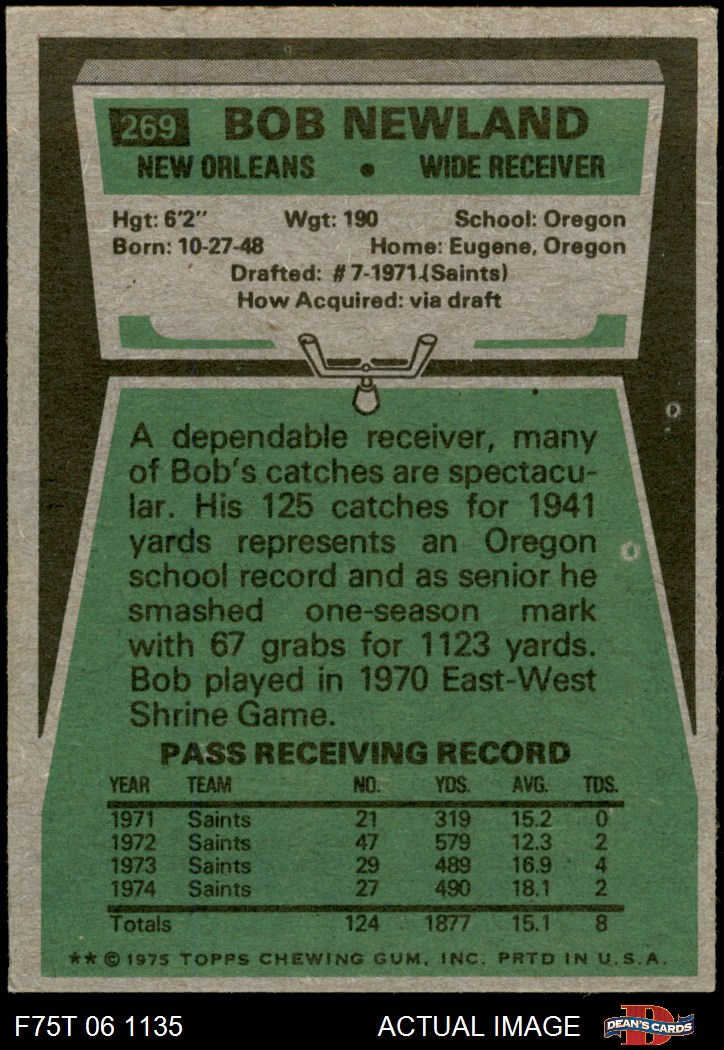 269 BOB NEWLAND
NEW ORLEANS • WIDE RECEIVER
Hgt: 6'2" Wgt: 190 School: Oregon
Born: 10-27-48 Home: Eugene, Oregon
Drafted: #7-1971 (Saints)
How Acquired: via draft
A dependable receiver, many
of Bob's catches are spectacu-
lar. His 125 catches for 1941
yards represents an Oregon
school record and as senior he
smashed one-season mark
with 67 grabs for 1123 yards.
Bob played in 1970 East-West
Shrine Game.
PASS RECEIVING RECORD
YEAR TEAM NO. YDS. AVG. TDS.
1971 Saints 21 319 15.2 0
1972 Saints 47 579 12.3 2
1973 Saints 29 489 16.9 4
1974 Saints 27 490 18.1 2
Totals 124 1877 15.1 8
** © 1975 TOPPS CHEWING GUM, INC. PRTD IN U.S.A.
F75T 06 1135 ACTUAL IMAGE D DEAN'S CARDS